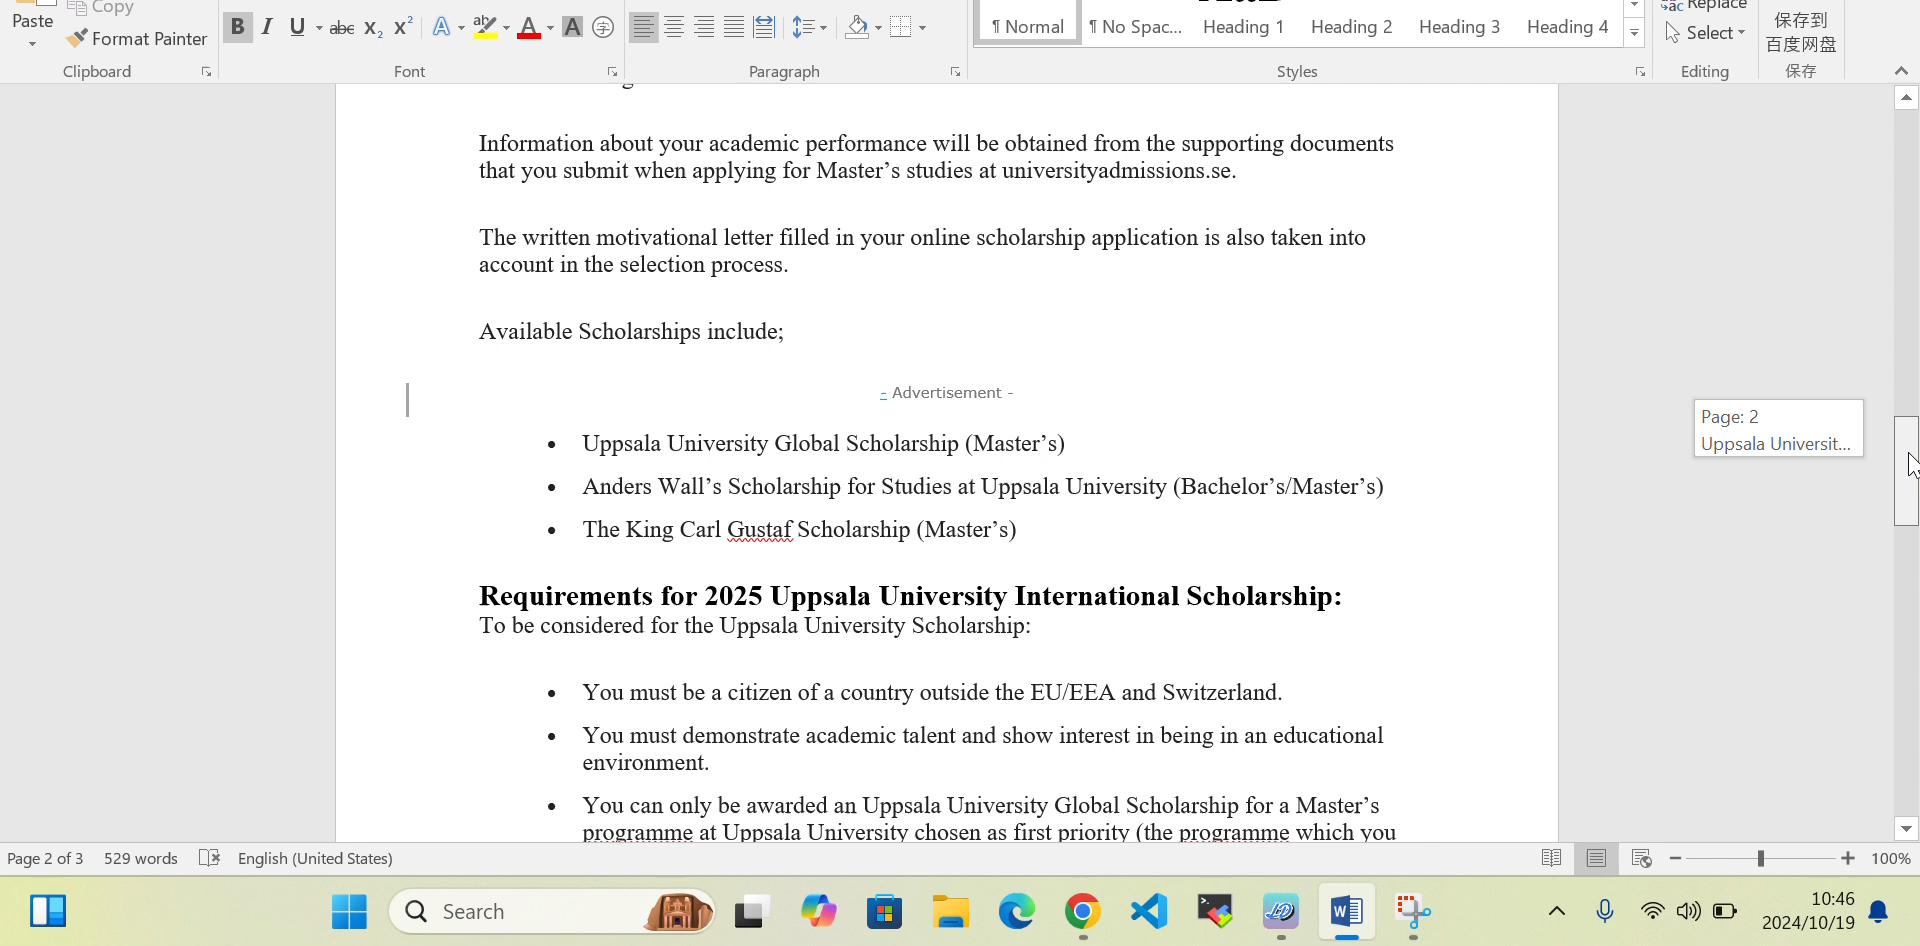 Copy
Replace
Paste
Format Painter
B I U abc X₂ X² A ab A A 字
¶ Normal ¶ No Spac... Heading 1 Heading 2 Heading 3 Heading 4
Select
保存到
百度网盘
Clipboard Font Paragraph Styles Editing 保存
Information about your academic performance will be obtained from the supporting documents
that you submit when applying for Master’s studies at universityadmissions.se.
The written motivational letter filled in your online scholarship application is also taken into
account in the selection process.
Available Scholarships include;
- Advertisement -
Page: 2
Uppsala Universit...
• Uppsala University Global Scholarship (Master’s)
• Anders Wall’s Scholarship for Studies at Uppsala University (Bachelor’s/Master’s)
• The King Carl Gustaf Scholarship (Master’s)
Requirements for 2025 Uppsala University International Scholarship:
To be considered for the Uppsala University Scholarship:
• You must be a citizen of a country outside the EU/EEA and Switzerland.
• You must demonstrate academic talent and show interest in being in an educational
environment.
• You can only be awarded an Uppsala University Global Scholarship for a Master’s
programme at Uppsala University chosen as first priority (the programme which you
Page 2 of 3 529 words English (United States) 100%
Search
10:46
2024/10/19